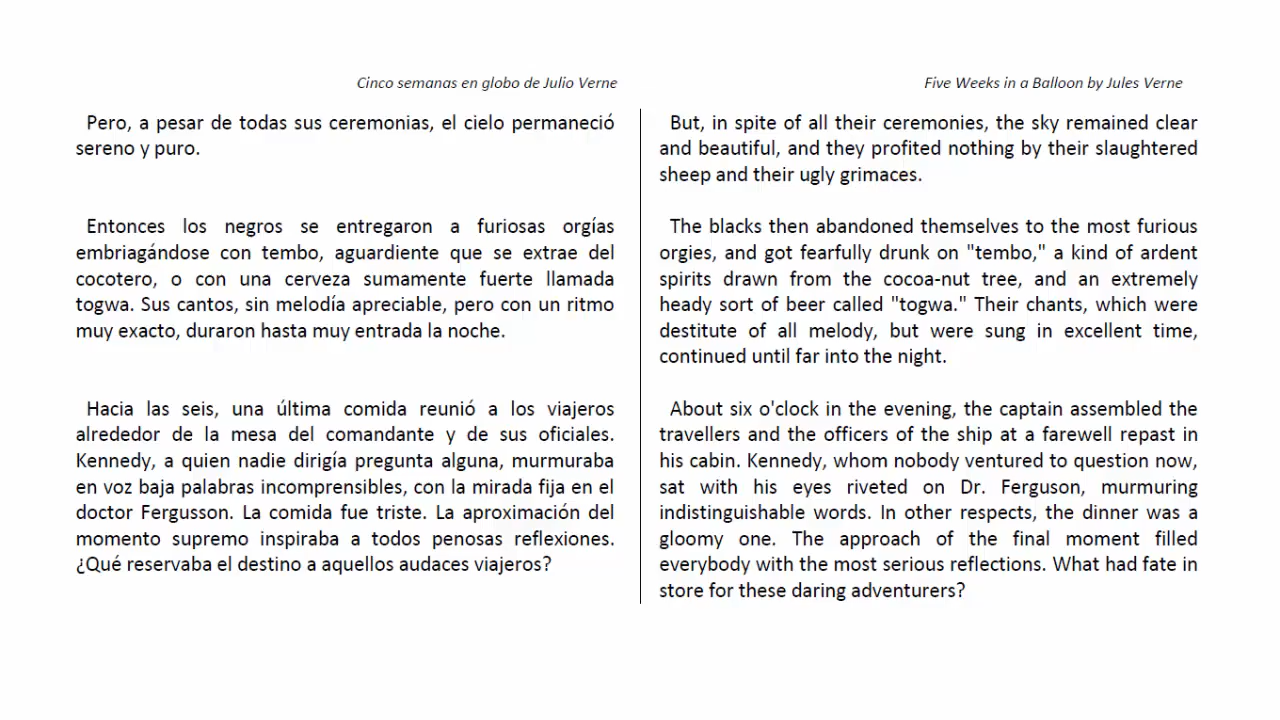 Cinco semanas en globo de Julio Verne
Pero, a pesar de todas sus ceremonias, el cielo permaneció
sereno y puro.
Entonces los negros se entregaron a furiosas orgías
embriagándose con tembo, aguardiente que se extrae del
cocotero, o con una cerveza sumamente fuerte llamada
togwa. Sus cantos, sin melodía apreciable, pero con un ritmo
muy exacto, duraron hasta muy entrada la noche.
Hacia las seis, una última comida reunió a los viajeros
alrededor de la mesa del comandante y de sus oficiales.
Kennedy, a quien nadie dirigía pregunta alguna, murmuraba
en voz baja palabras incomprensibles, con la mirada fija en el
doctor Fergusson. La comida fue triste. La aproximación del
momento supremo inspiraba a todos penosas reflexiones.
¿Qué reservaba el destino a aquellos audaces viajeros?
Five Weeks in a Balloon by Jules Verne
But, in spite of all their ceremonies, the sky remained clear
and beautiful, and they profited nothing by their slaughtered
sheep and their ugly grimaces.
The blacks then abandoned themselves to the most furious
orgies, and got fearfully drunk on "tembo," a kind of ardent
spirits drawn from the cocoa-nut tree, and an extremely
heady sort of beer called "togwa." Their chants, which were
destitute of all melody, but were sung in excellent time,
continued until far into the night.
About six o'clock in the evening, the captain assembled the
travellers and the officers of the ship at a farewell repast in
his cabin. Kennedy, whom nobody ventured to question now,
sat with his eyes riveted on Dr. Ferguson, murmuring
indistinguishable words. In other respects, the dinner was a
gloomy one. The approach of the final moment filled
everybody with the most serious reflections. What had fate in
store for these daring adventurers?